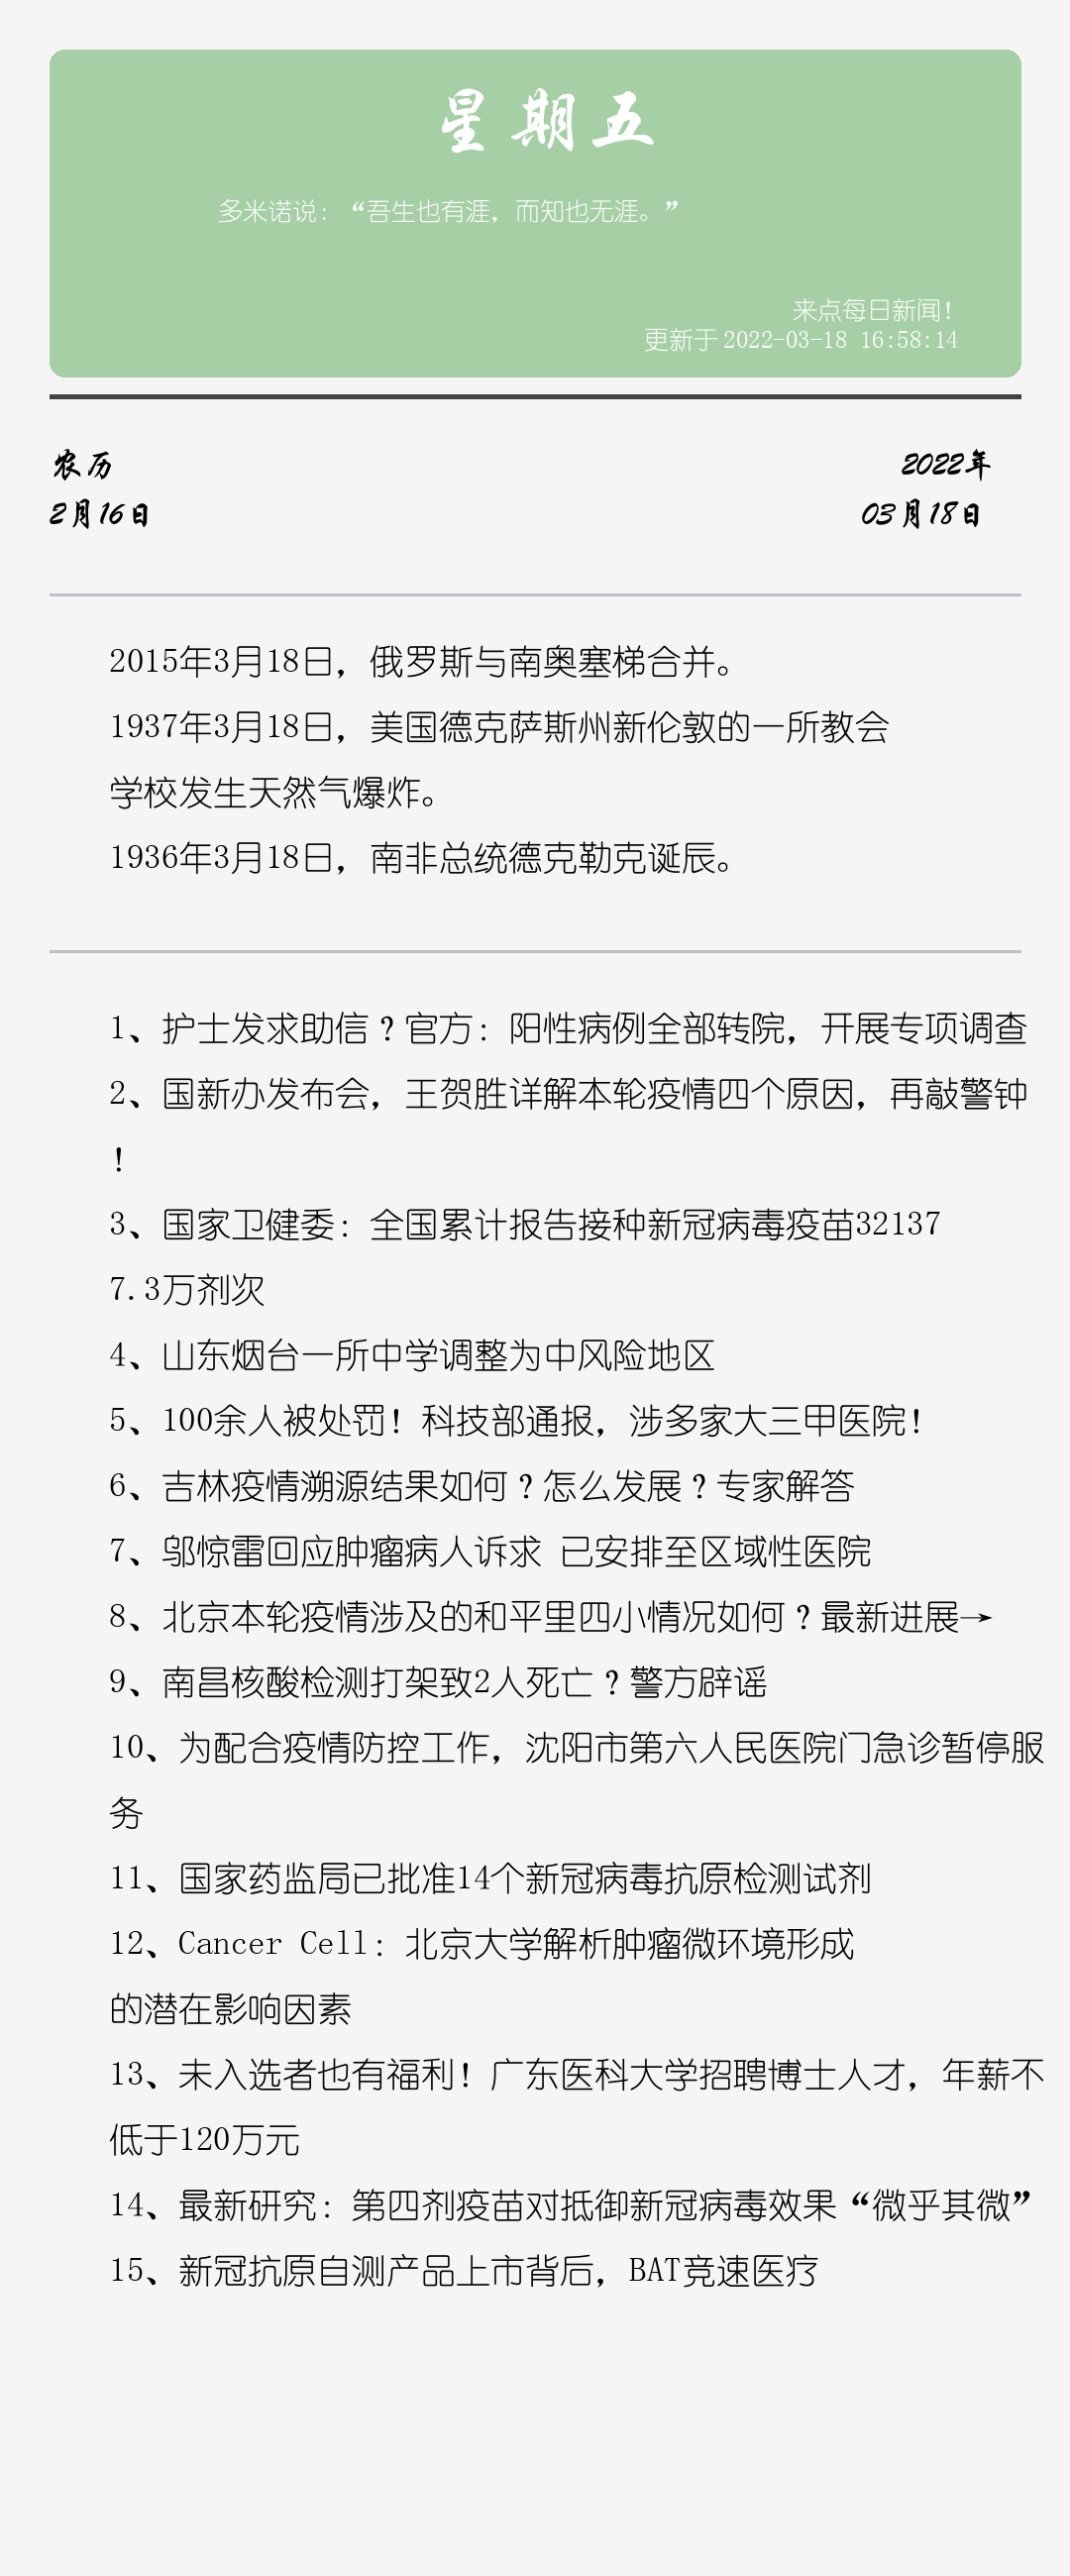 星期五
多米诺说：“吾生也有涯，而知也无涯。”
来点每日新闻！
更新于 2022-03-18 16:58:14
农历
2022年
2月16日
03月18日
2015年3月18日，俄罗斯与南奥塞梯合并。
1937年3月18日，美国德克萨斯州新伦敦的一所教会
学校发生天然气爆炸。
1936年3月18日，南非总统德克勒克诞辰。
1、护士发求助信？官方：阳性病例全部转院，开展专项调查
2、国新办发布会，王贺胜详解本轮疫情四个原因，再敲警钟
！
3、国家卫健委：全国累计报告接种新冠病毒疫苗32137
7.3万剂次
4、山东烟台一所中学调整为中风险地区
5、100余人被处罚！科技部通报，涉多家大三甲医院！
6、吉林疫情溯源结果如何？怎么发展？专家解答
7、邬惊雷回应肿瘤病人诉求 已安排至区域性医院
8、北京本轮疫情涉及的和平里四小情况如何？最新进展→
9、南昌核酸检测打架致2人死亡？警方辟谣
10、为配合疫情防控工作，沈阳市第六人民医院门急诊暂停服
务
11、国家药监局已批准14个新冠病毒抗原检测试剂
12、Cancer Cell：北京大学解析肿瘤微环境形成
的潜在影响因素
13、未入选者也有福利！广东医科大学招聘博士人才，年薪不
低于120万元
14、最新研究：第四剂疫苗对抵御新冠病毒效果“微乎其微”
15、新冠抗原自测产品上市背后，BAT竞速医疗